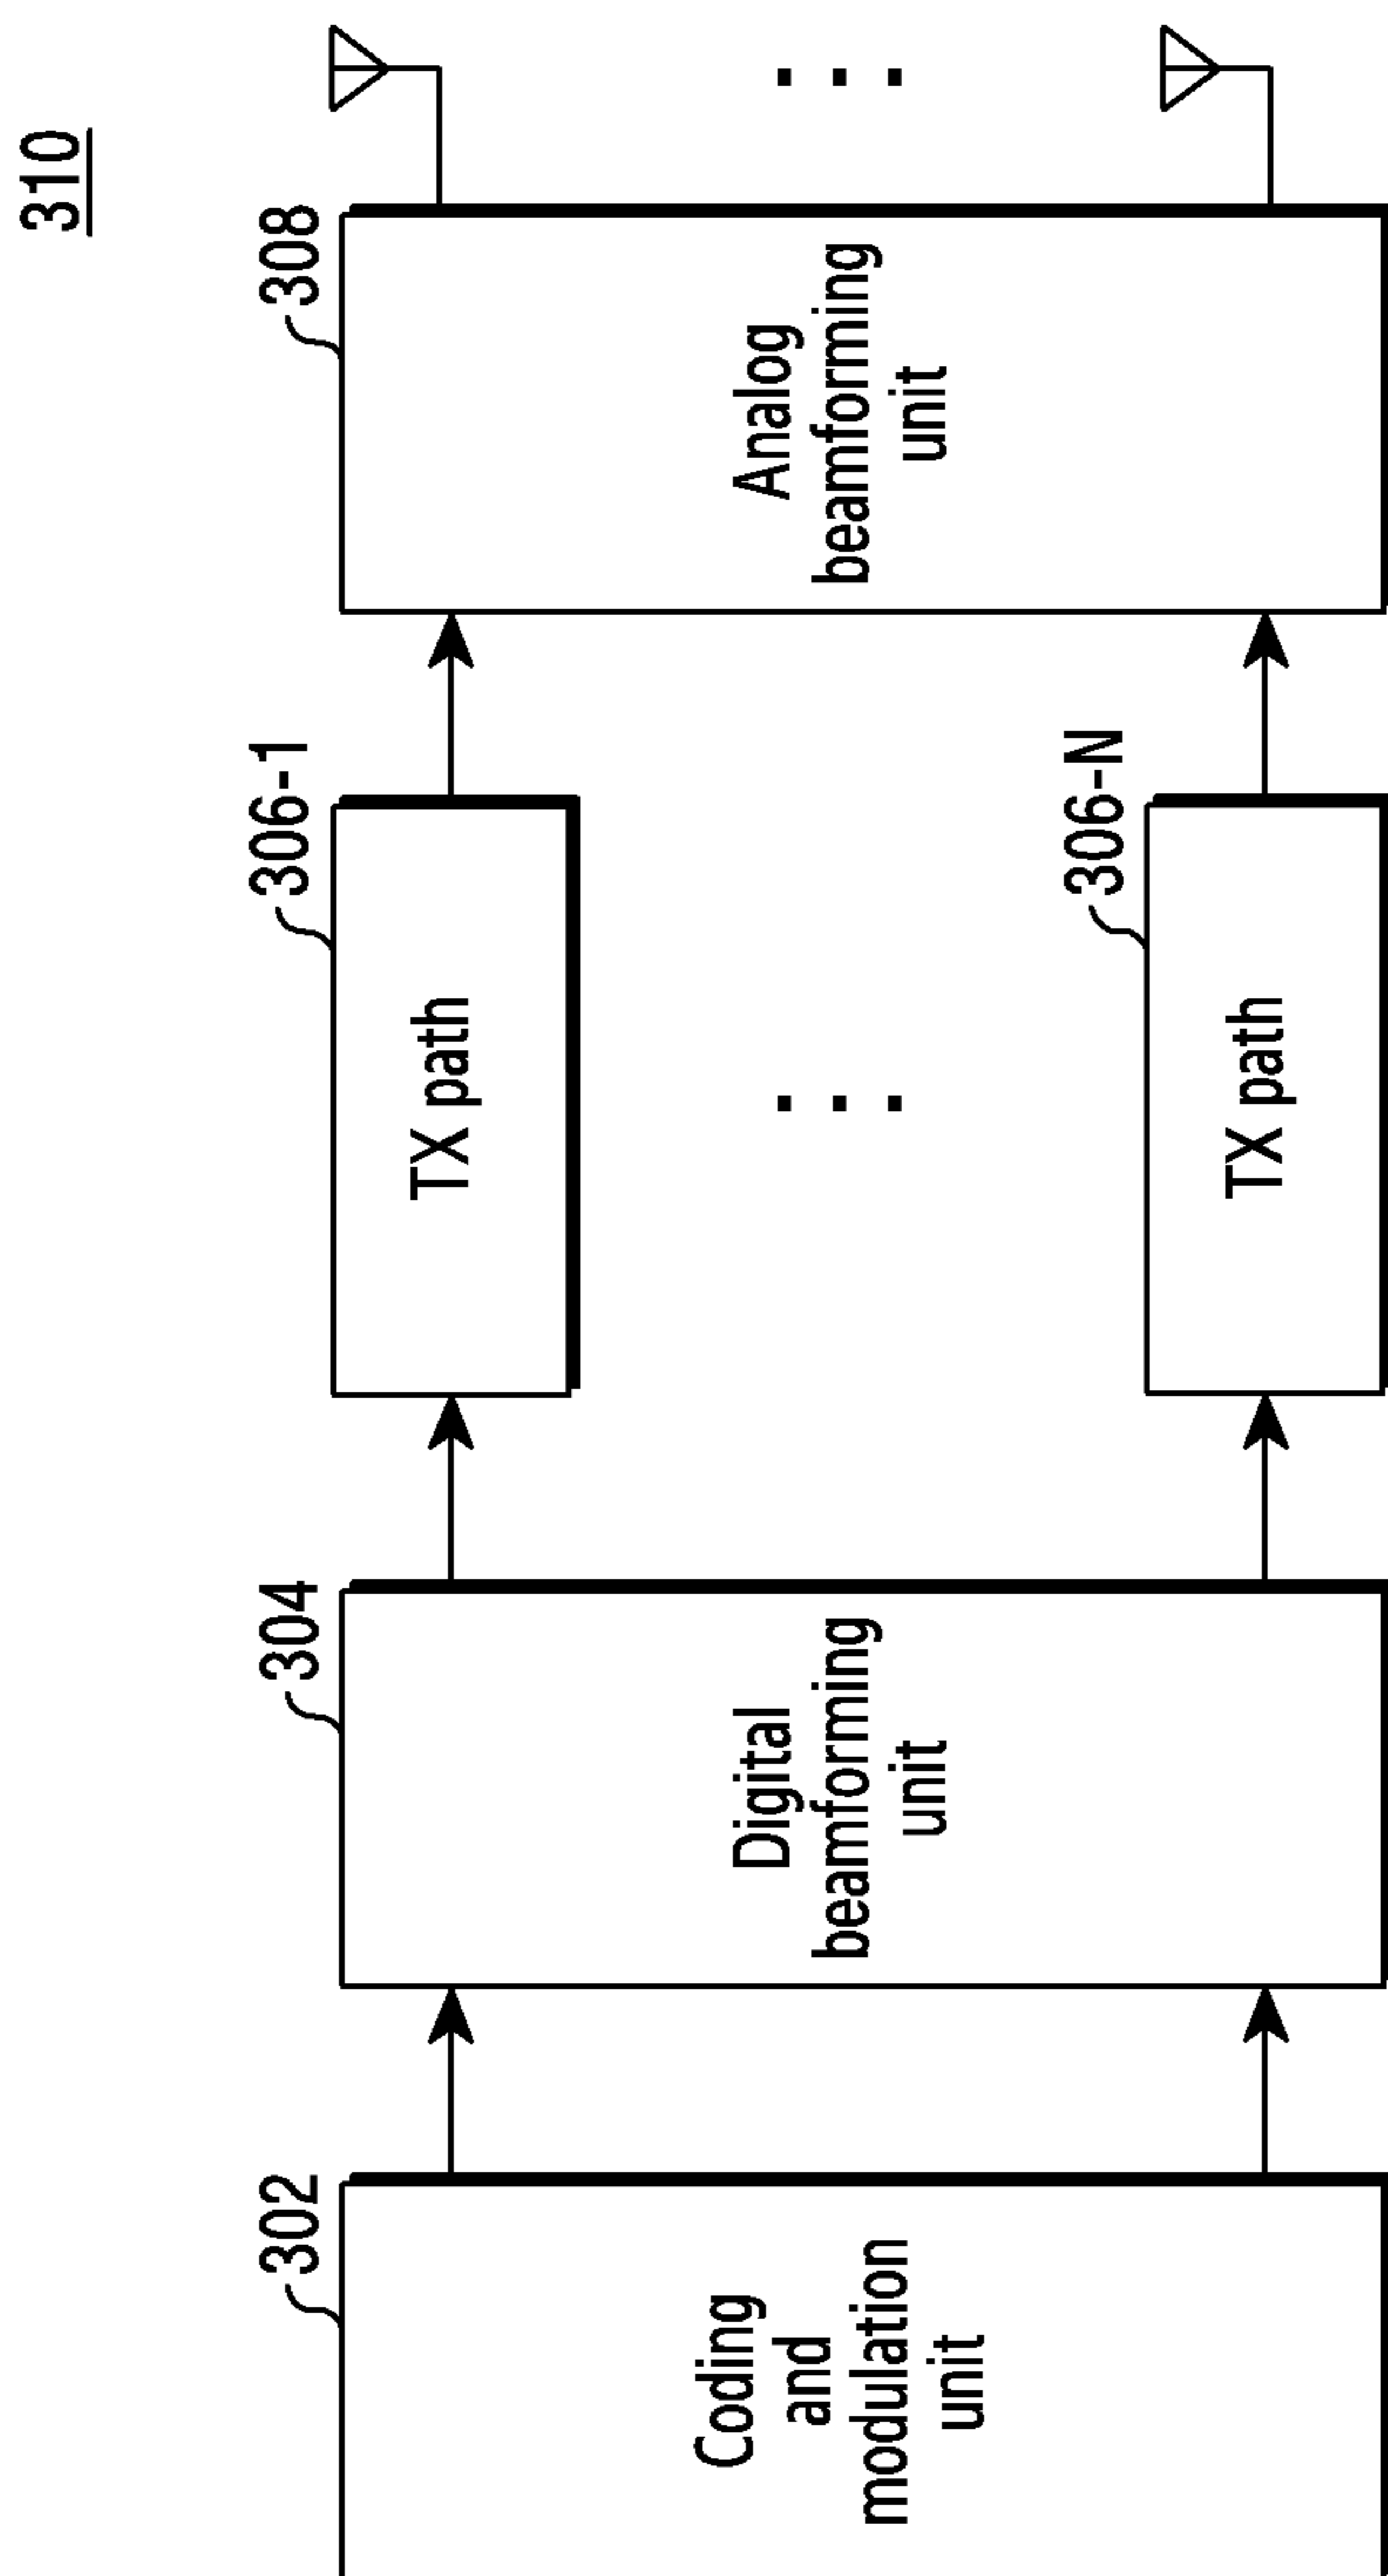 310
302
Coding
and
modulation
unit
304
Digital
beamforming
unit
306-1
TX path
306-N
TX path
308
Analog
beamforming
unit